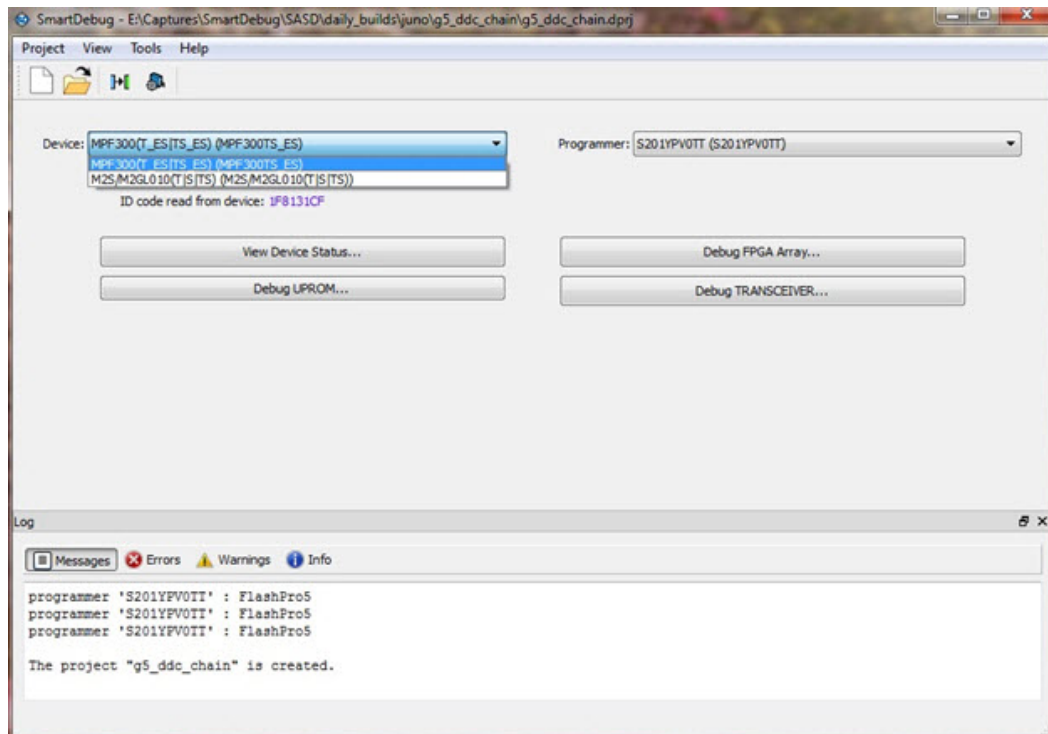 SmartDebug - E:\Captures\SmartDebug\SASD\daily_builds\juno\g5_ddc_chain\g5_ddc_chain.dprj
Project View Tools Help
Device: MPF300(T_ES|TS_ES) (MPF300TS_ES) Programmer: S201YPV0TT (S201YPV0TT)
MPF300(T_ES|TS_ES) (MPF300TS_ES)
M2S/M2GL010(T|S|TS) (M2S/M2GL010(T|S|TS))
ID code read from device: 1F8131CF
View Device Status... Debug FPGA Array...
Debug UPROM... Debug TRANSCEIVER...
Log
Messages Errors Warnings Info
programmer 'S201YPV0TT' : FlashPro5
programmer 'S201YPV0TT' : FlashPro5
programmer 'S201YPV0TT' : FlashPro5
The project "g5_ddc_chain" is created.